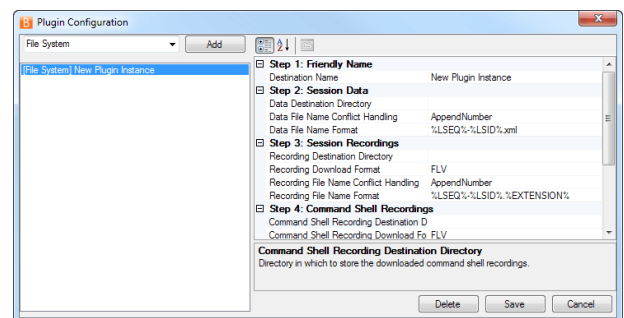 B Plugin Configuration
File System Add
[File System] New Plugin Instance
Step 1: Friendly Name
Destination Name New Plugin Instance
Step 2: Session Data
Data Destination Directory
Data File Name Conflict Handling AppendNumber
Data File Name Format %LSEQ%-%LSID%.xml
Step 3: Session Recordings
Recording Destination Directory
Recording Download Format FLV
Recording File Name Conflict Handling AppendNumber
Recording File Name Format %LSEQ%-%LSID%.%EXTENSION%
Step 4: Command Shell Recordings
Command Shell Recording Destination D
Command Shell Recording Download Fo FLV
Command Shell Recording Destination Directory
Directory in which to store the downloaded command shell recordings.
Delete Save Cancel